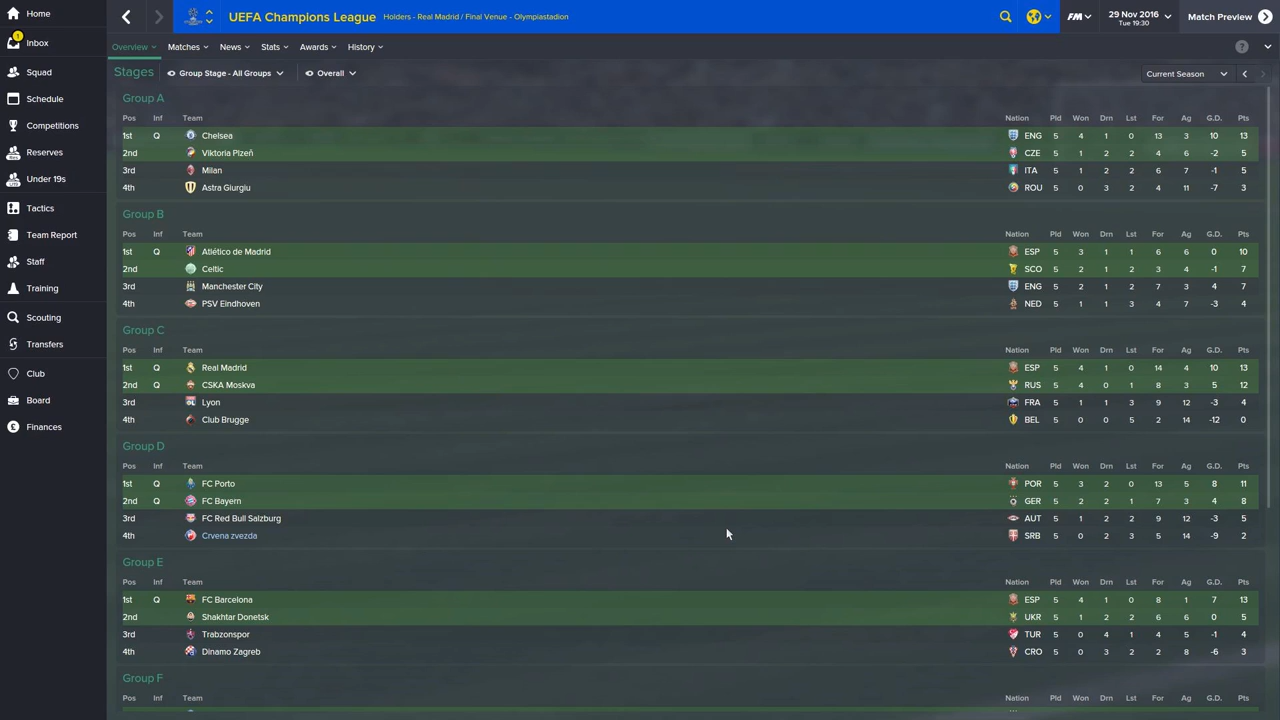 Home
1
Inbox
Squad
Schedule
Competitions
Reserves
Under 19s
Tactics
Team Report
Staff
Training
Scouting
Transfers
Club
Board
Finances
UEFA Champions League Holders - Real Madrid / Final Venue - Olympiastadion
FM 29 Nov 2016 Match Preview
Tue 19:30
Overview Matches News Stats Awards History ?
Stages Group Stage - All Groups Overall Current Season
Group A
Pos Inf Team Nation Pld Won Drn Lst For Ag G.D. Pts
1st Q Chelsea ENG 5 4 1 0 13 3 10 13
2nd Viktoria Plzeň CZE 5 1 2 2 4 6 -2 5
3rd Milan ITA 5 1 2 2 6 7 -1 5
4th Astra Giurgiu ROU 5 0 3 2 4 11 -7 3
Group B
Pos Inf Team Nation Pld Won Drn Lst For Ag G.D. Pts
1st Q Atlético de Madrid ESP 5 3 1 1 6 6 0 10
2nd Celtic SCO 5 2 1 2 3 4 -1 7
3rd Manchester City ENG 5 2 1 2 7 3 4 7
4th PSV Eindhoven NED 5 1 1 3 4 7 -3 4
Group C
Pos Inf Team Nation Pld Won Drn Lst For Ag G.D. Pts
1st Q Real Madrid ESP 5 4 1 0 14 4 10 13
2nd Q CSKA Moskva RUS 5 4 0 1 8 3 5 12
3rd Lyon FRA 5 1 1 3 9 12 -3 4
4th Club Brugge BEL 5 0 0 5 2 14 -12 0
Group D
Pos Inf Team Nation Pld Won Drn Lst For Ag G.D. Pts
1st Q FC Porto POR 5 3 2 0 13 5 8 11
2nd Q FC Bayern GER 5 2 2 1 7 3 4 8
3rd FC Red Bull Salzburg AUT 5 1 2 2 9 12 -3 5
4th Crvena zvezda SRB 5 0 2 3 5 14 -9 2
Group E
Pos Inf Team Nation Pld Won Drn Lst For Ag G.D. Pts
1st Q FC Barcelona ESP 5 4 1 0 8 1 7 13
2nd Shakhtar Donetsk UKR 5 1 2 2 6 6 0 5
3rd Trabzonspor TUR 5 0 4 1 4 5 -1 4
4th Dinamo Zagreb CRO 5 0 3 2 2 8 -6 3
Group F
Pos Inf Team Nation Pld Won Drn Lst For Ag G.D. Pts